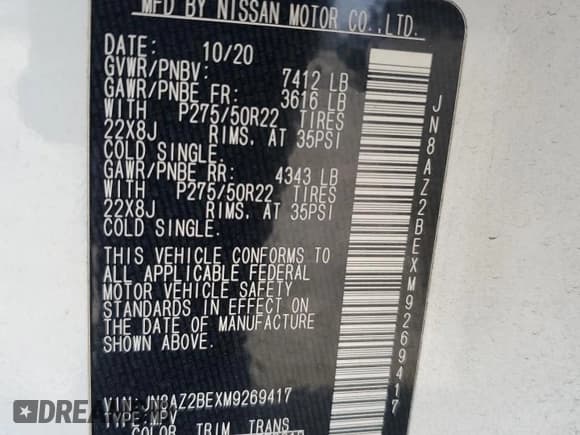 MFD BY NISSAN MOTOR CO.,LTD.
DATE: 10/20
GVWR/PNBV: 7412 LB
GAWR/PNBE FR: 3616 LB
WITH P275/50R22 TIRES
22X8J RIMS, AT 35PSI
COLD SINGLE.
GAWR/PNBE RR: 4343 LB
WITH P275/50R22 TIRES
22X8J RIMS, AT 35PSI
COLD SINGLE.
THIS VEHICLE CONFORMS TO
ALL APPLICABLE FEDERAL
MOTOR VEHICLE SAFETY
STANDARDS IN EFFECT ON
THE DATE OF MANUFACTURE
SHOWN ABOVE.
VIN: JN8AZ2BEXM9269417
TYPE:MPV
COLOR TRIM TRANS
JN8AZ2BEXM9269417